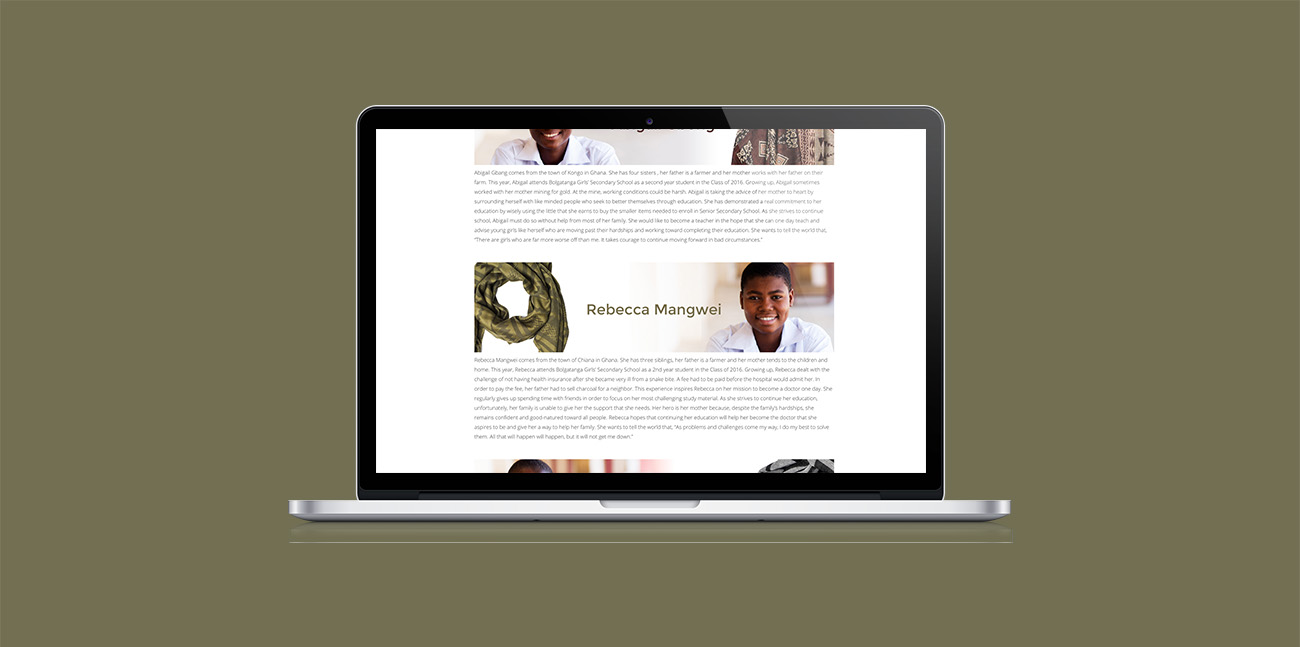 Abigail Gbang comes from the town of Kongo in Ghana. She has four sisters , her father is a farmer and her mother works with her father on their
farm. This year, Abigail attends Bolgatanga Girls' Secondary School as a second year student in the Class of 2016. Growing up, Abigail sometimes
worked with her mother mining for gold. At the mine, working conditions could be harsh. Abigail is taking the advice of her mother to heart by
surrounding herself with like minded people who seek to better themselves through education. She has demonstrated a real commitment to her
education by wisely using the little that she earns to buy the smaller items needed to enroll in Senior Secondary School. As she strives to continue
school, Abigail must do so without help from most of her family. She would like to become a teacher in the hope that she can one day teach and
advise young girls like herself who are moving past their hardships and working toward completing their education. She wants to tell the world that,
"There are girls who are far more worse off than me. It takes courage to continue moving forward in bad circumstances."
Rebecca Mangwei
Rebecca Mangwei comes from the town of Chiana in Ghana. She has three siblings, her father is a farmer and her mother tends to the children and
home. This year, Rebecca attends Bolgatanga Girls' Secondary School as a 2nd year student in the Class of 2016. Growing up, Rebecca dealt with the
challenge of not having health insurance after she became very ill from a snake bite. A fee had to be paid before the hospital would admit her. In
order to pay the fee, her father had to sell charcoal for a neighbor. This experience inspires Rebecca on her mission to become a doctor one day. She
regularly gives up spending time with friends in order to focus on her most challenging study material. As she strives to continue her education,
unfortunately, her family is unable to give her the support that she needs. Her hero is her mother because, despite the family's hardships, she
remains confident and good natured toward all people. Rebecca hopes that continuing her education will help her become the doctor that she
aspires to be and give her a way to help her family. She wants to tell the world that, "As problems and challenges come my way, I do my best to solve
them. All that will happen will happen, but it will not get me down."